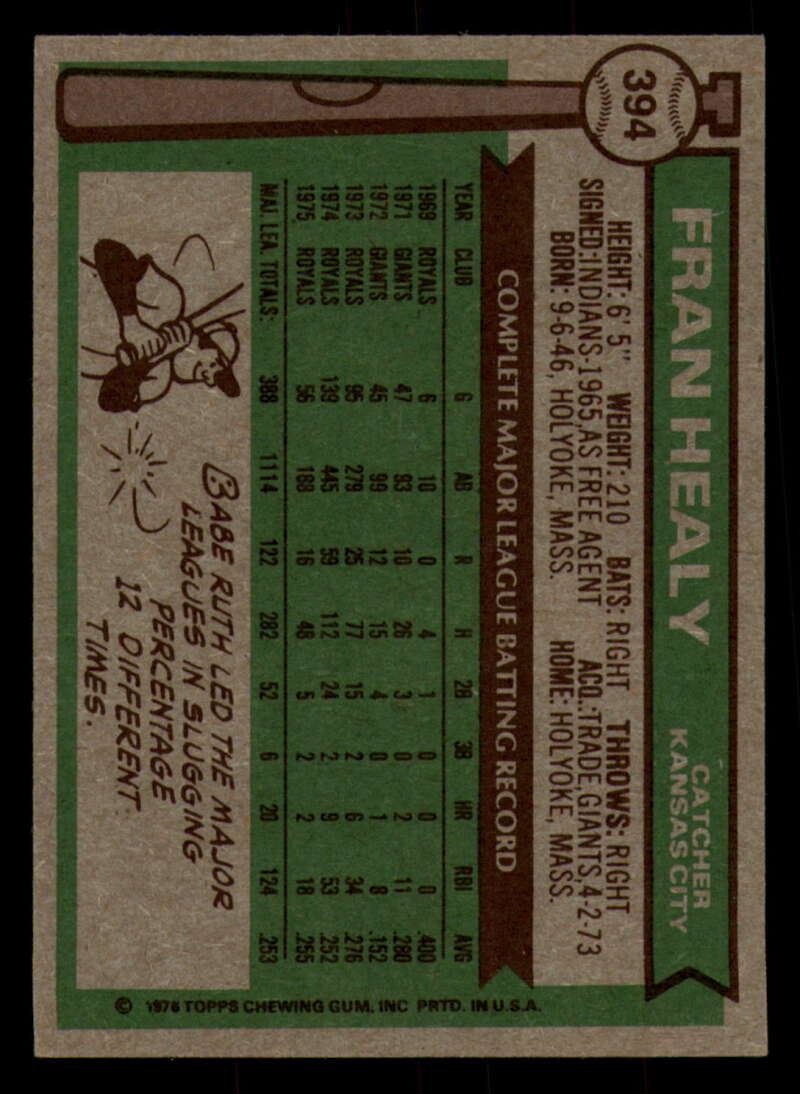 394
FRAN HEALY
CATCHER
KANSAS CITY
HEIGHT: 6' 5" WEIGHT: 210 BATS: RIGHT THROWS: RIGHT
SIGNED: INDIANS-1965, AS FREE AGENT ACQ.: TRADE, GIANTS, 4-2-73
BORN: 9-6-46, HOLYOKE, MASS. HOME: HOLYOKE, MASS.
COMPLETE MAJOR LEAGUE BATTING RECORD
YEAR CLUB G AB R H 2B 3B HR RBI AVG
1969 ROYALS 6 10 0 4 1 0 0 0 .400
1971 GIANTS 47 93 10 26 3 0 2 11 .280
1972 GIANTS 45 99 12 15 4 0 1 8 .152
1973 ROYALS 95 279 25 77 15 2 6 34 .276
1974 ROYALS 139 445 59 112 24 2 9 53 .252
1975 ROYALS 56 188 16 48 5 2 2 18 .255
MAJ. LEA. TOTALS: 388 1114 122 282 52 6 20 124 .253
BABE RUTH LED THE MAJOR
LEAGUES IN SLUGGING
PERCENTAGE
12 DIFFERENT
TIMES.
© 1976 TOPPS CHEWING GUM, INC PRTD. IN U.S.A.